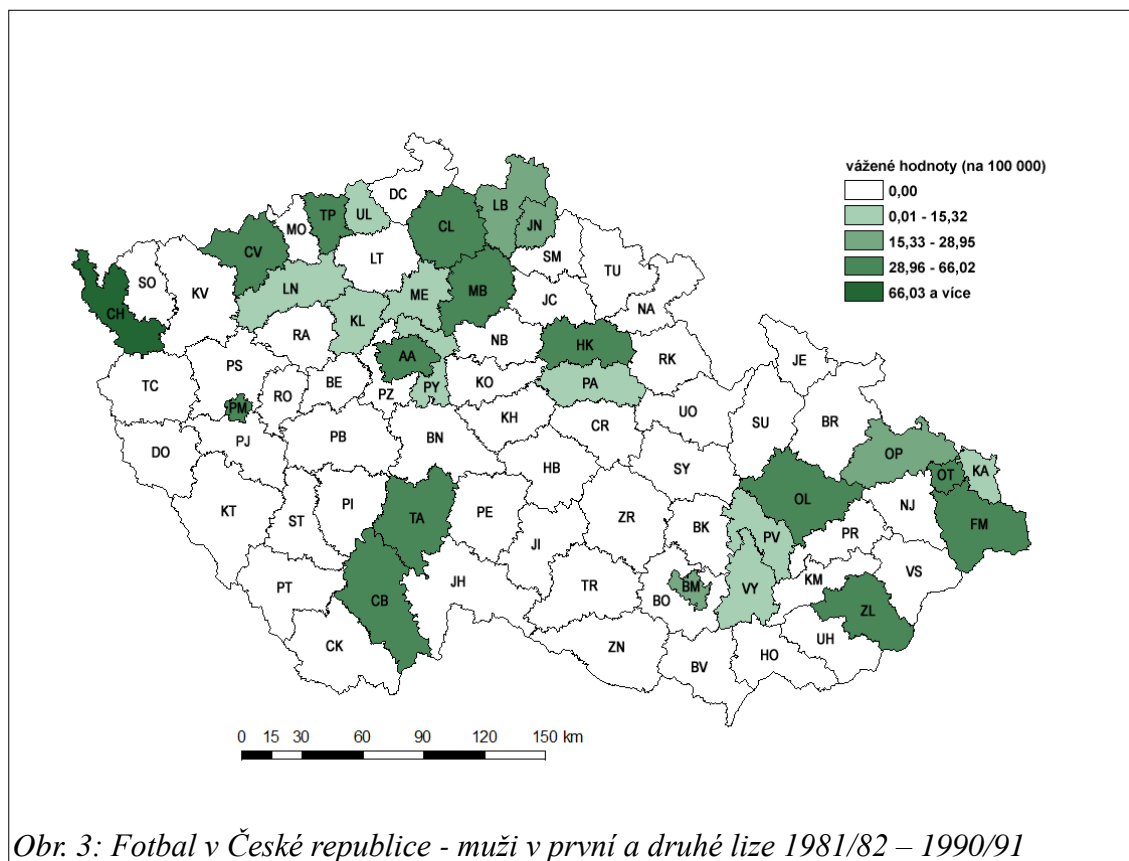 vážené hodnoty (na 100 000)
0,00
0,01 - 15,32
15,33 - 28,95
28,96 - 66,02
66,03 a více
DC
LB
TP
UL
CL
JN
MO
CV
LT
SM
SO
TU
KV
LN
ME
MB
JC
CH
KL
NA
RA
NB
HK
AA
RK
JE
PS
TC
BE
KO
PA
RO
PZ
PY
PM
UO
SU
BR
KH
CR
PB
BN
PJ
DO
OP
SY
HB
OT
KA
OL
KT
ST
PI
TA
PE
ZR
BK
NJ
FM
PV
PR
JI
VS
PT
JH
TR
BO
BM
VY
KM
CB
ZL
CK
ZN
UH
BV
HO
0 15 30 60 90 120 150 km
Obr. 3: Fotbal v České republice - muži v první a druhé lize 1981/82 – 1990/91